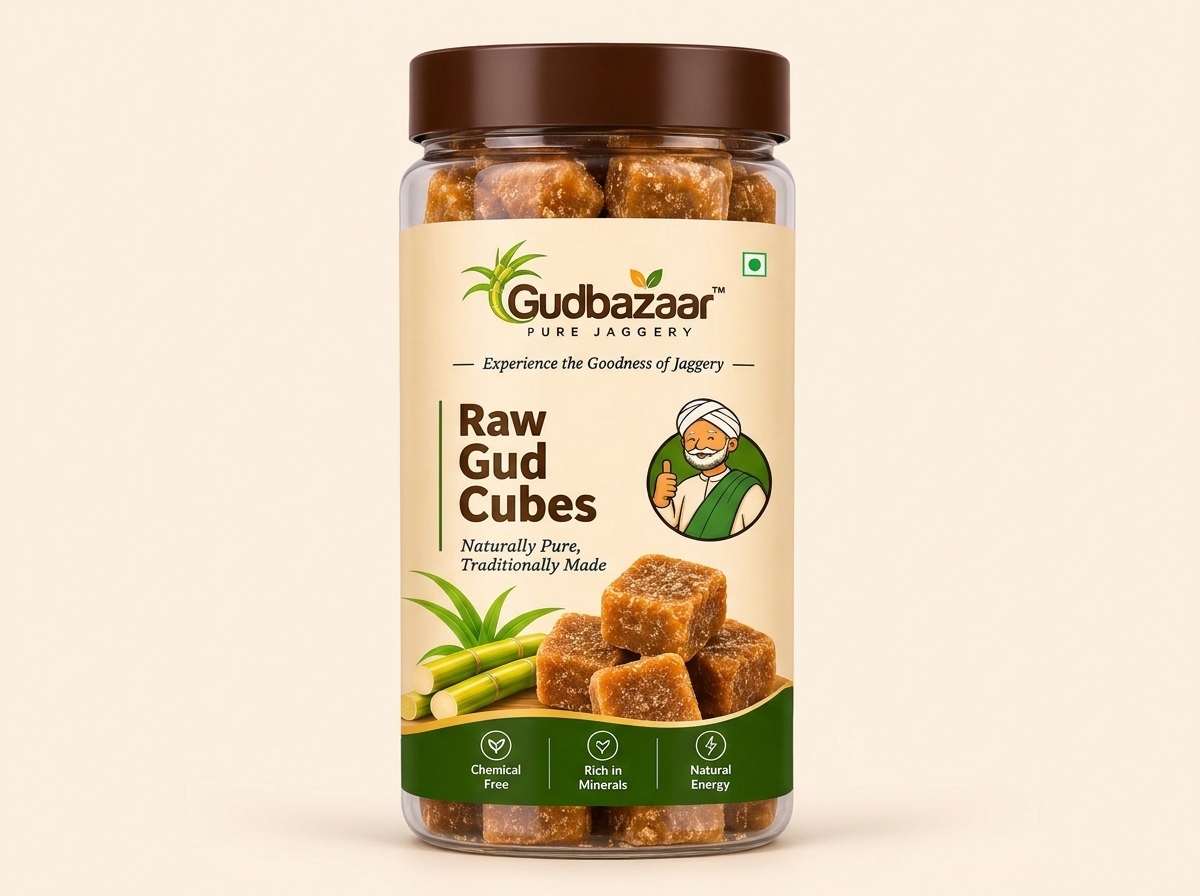 Gudbazaar™
PURE JAGGERY
Experience the Goodness of Jaggery
Raw
Gud
Cubes
Naturally Pure,
Traditionally Made
Chemical
Free
Rich in
Minerals
Natural
Energy